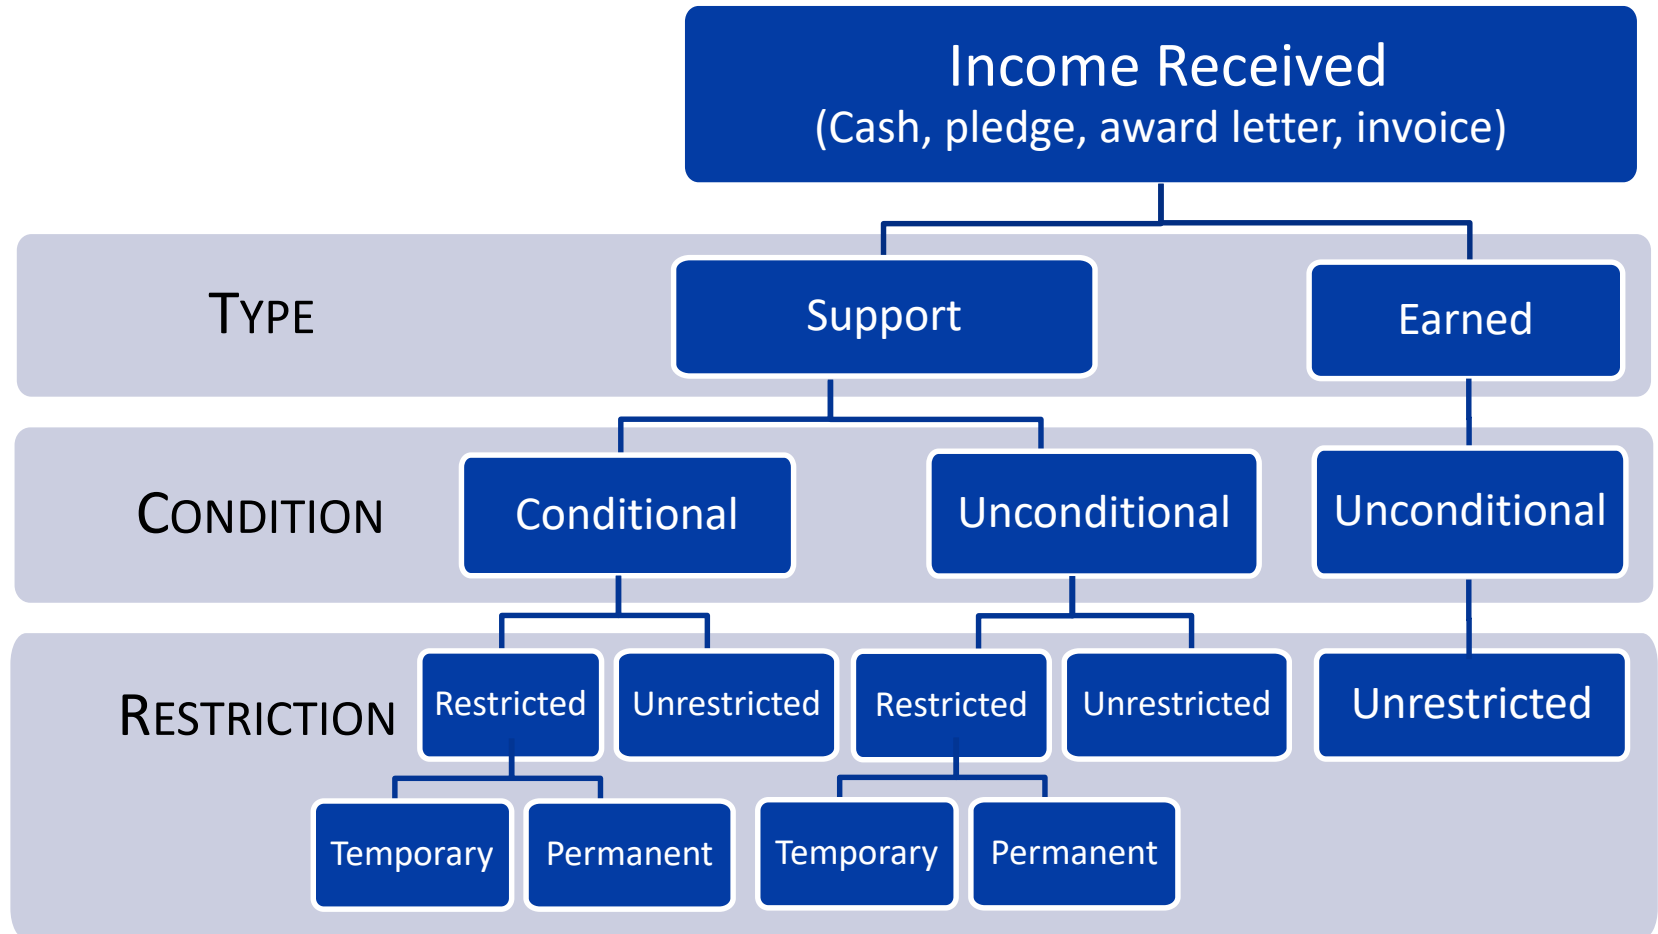 Income Received
(Cash, pledge, award letter, invoice)
TYPE
Support
Earned
CONDITION
Conditional
Unconditional
Unconditional
RESTRICTION
Restricted
Unrestricted
Restricted
Unrestricted
Unrestricted
Temporary
Permanent
Temporary
Permanent